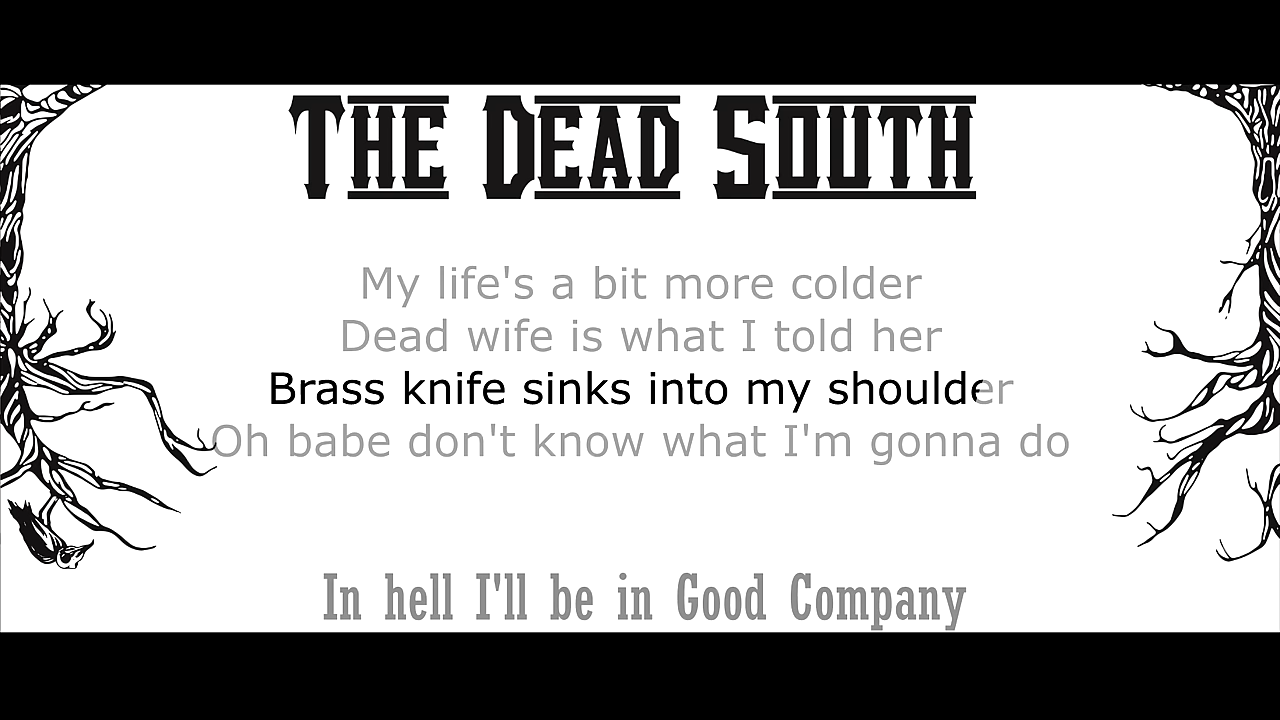 The Dead South
My life's a bit more colder
Dead wife is what I told her
Brass knife sinks into my shoulder
Oh babe don't know what I'm gonna do
In hell I'll be in Good Company